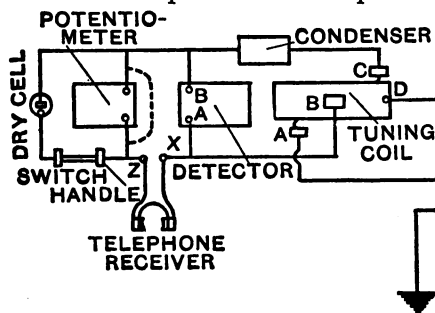 POTENTIO-
METER
CONDENSER
DRY CELL
C
D
B
A
B
A
TUNING
COIL
X
Z
DETECTOR
SWITCH
HANDLE
TELEPHONE
RECEIVER